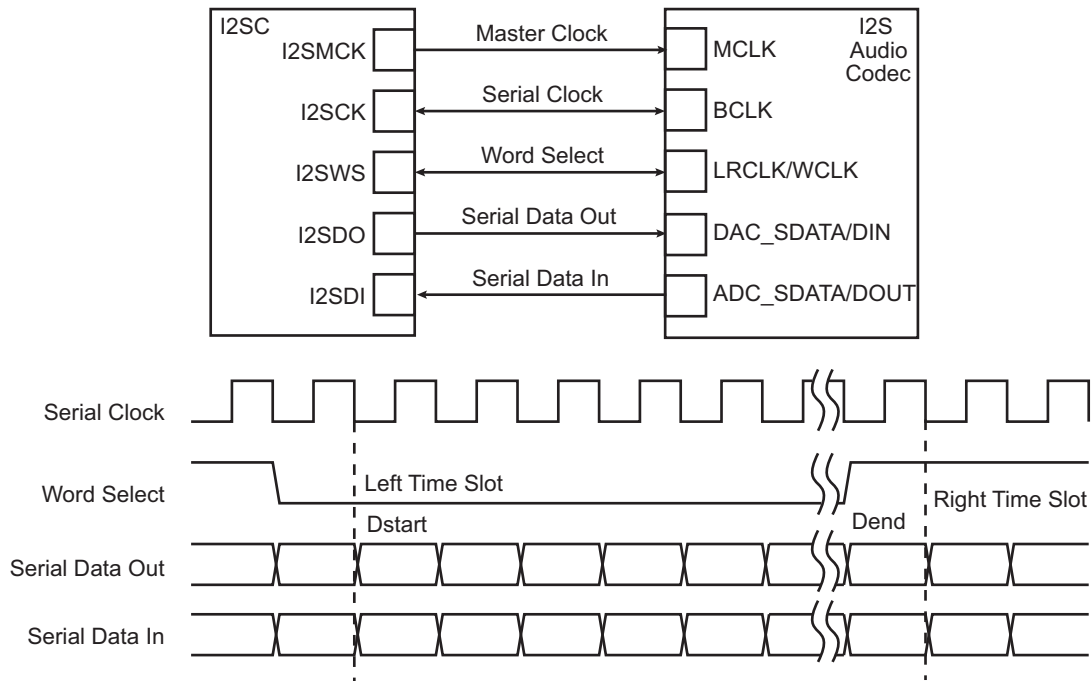 I2SC
I2S
Audio
Codec
I2SMCK
Master Clock
MCLK
I2SCK
Serial Clock
BCLK
I2SWS
Word Select
LRCLK/WCLK
I2SDO
Serial Data Out
DAC_SDATA/DIN
I2SDI
Serial Data In
ADC_SDATA/DOUT
Serial Clock
Word Select
Left Time Slot
Right Time Slot
Dstart
Dend
Serial Data Out
Serial Data In